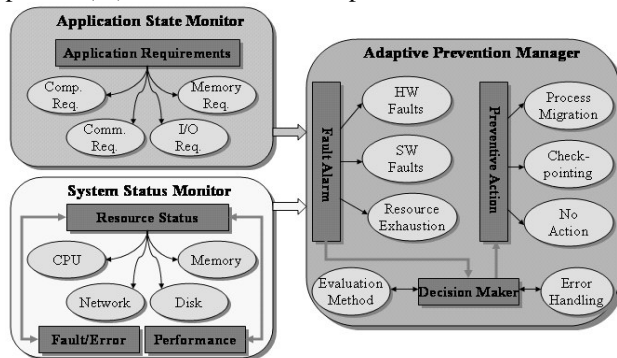 Application State Monitor
Application Requirements
Comp.
Req.
Memory
Req.
Comm.
Req.
I/O
Req.
System Status Monitor
Resource Status
CPU
Memory
Network
Disk
Fault/Error
Performance
Adaptive Prevention Manager
Fault Alarm
HW
Faults
SW
Faults
Resource
Exhaustion
Preventive Action
Process
Migration
Check-
pointing
No
Action
Evaluation
Method
Decision Maker
Error
Handling